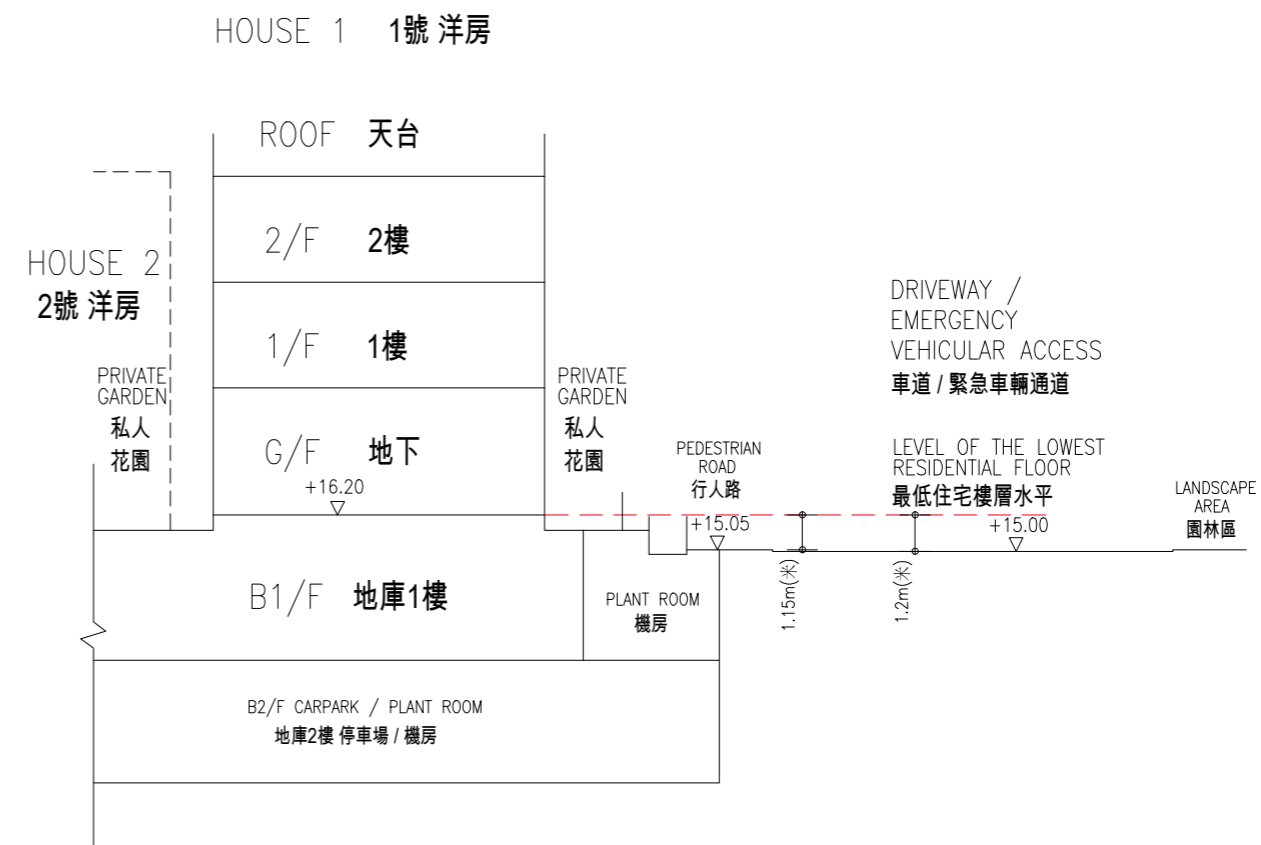 HOUSE 1 1號 洋房
ROOF 天台
2/F 2樓
HOUSE 2
2號 洋房
1/F 1樓
DRIVEWAY /
EMERGENCY
VEHICULAR ACCESS
車道 / 緊急車輛通道
PRIVATE
GARDEN
私人
花園
G/F 地下
+16.20
PRIVATE
GARDEN
私人
花園
PEDESTRIAN
ROAD
行人路
+15.05
LEVEL OF THE LOWEST
RESIDENTIAL FLOOR
最低住宅樓層水平
+15.00
LANDSCAPE
AREA
園林區
1.15m(米)
1.2m(米)
B1/F 地庫1樓
PLANT ROOM
機房
B2/F CARPARK / PLANT ROOM
地庫2樓 停車場 / 機房